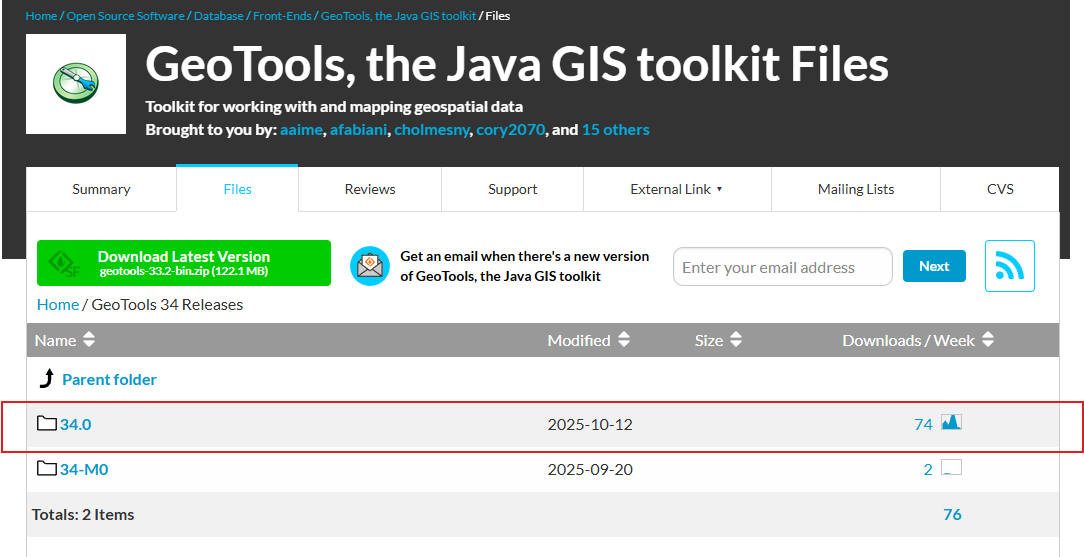 Home / Open Source Software / Database / Front-Ends / GeoTools, the Java GIS toolkit / Files
GeoTools, the Java GIS toolkit Files
Toolkit for working with and mapping geospatial data
Brought to you by: aaime, afabiani, cholmesny, cory2070, and 15 others
Summary Files Reviews Support External Link ▾ Mailing Lists CVS
SF
Download Latest Version
geotools-33.2-bin.zip (122.1 MB)
Get an email when there's a new version
of GeoTools, the Java GIS toolkit
Enter your email address
Next
Home / GeoTools 34 Releases
Name Modified Size Downloads / Week
Parent folder
34.0 2025-10-12 74
34-M0 2025-09-20 2
Totals: 2 Items 76